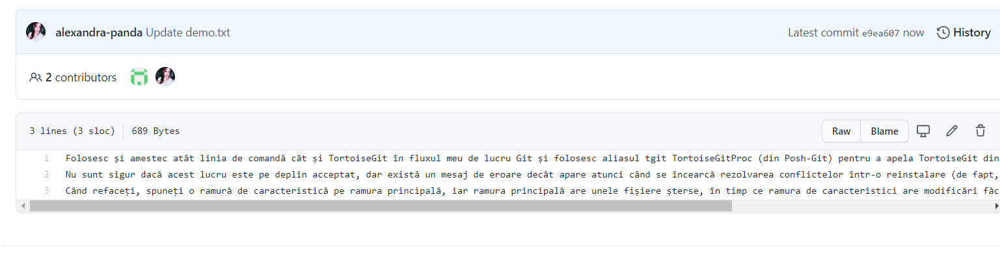 alexandra-panda Update demo.txt Latest commit e9ea607 now History
2 contributors
3 lines (3 sloc) 689 Bytes Raw Blame
1 Folosesc și amestec atât linia de comandă cât și TortoiseGit în fluxul meu de lucru Git și folosesc aliasul tgit TortoiseGitProc (din Posh-Git) pentru a apela TortoiseGit din
2 Nu sunt sigur dacă acest lucru este pe deplin acceptat, dar există un mesaj de eroare decât apare atunci când se încearcă rezolvarea conflictelor într-o reinstalare (de fapt,
3 Când refaceți, spuneți o ramură de caracteristică pe ramura principală, iar ramura principală are unele fișiere șterse, în timp ce ramura de caracteristici are modificări făc